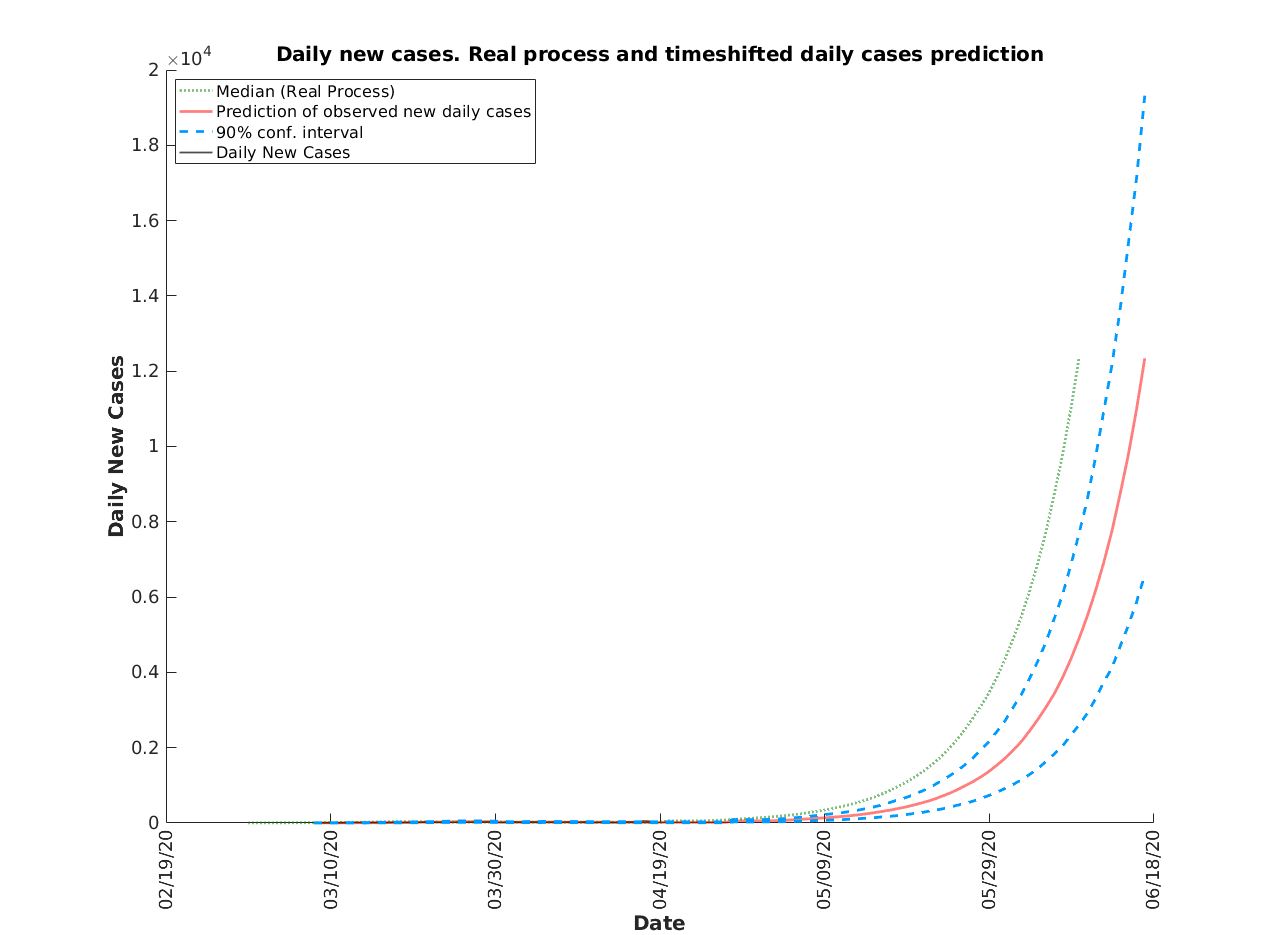 Daily new cases. Real process and timeshifted daily cases prediction
×10⁴
Median (Real Process)
Prediction of observed new daily cases
90% conf. interval
Daily New Cases
2
1.8
1.6
1.4
1.2
1
0.8
0.6
0.4
0.2
0
Daily New Cases
02/19/20
03/10/20
03/30/20
04/19/20
05/09/20
05/29/20
06/18/20
Date